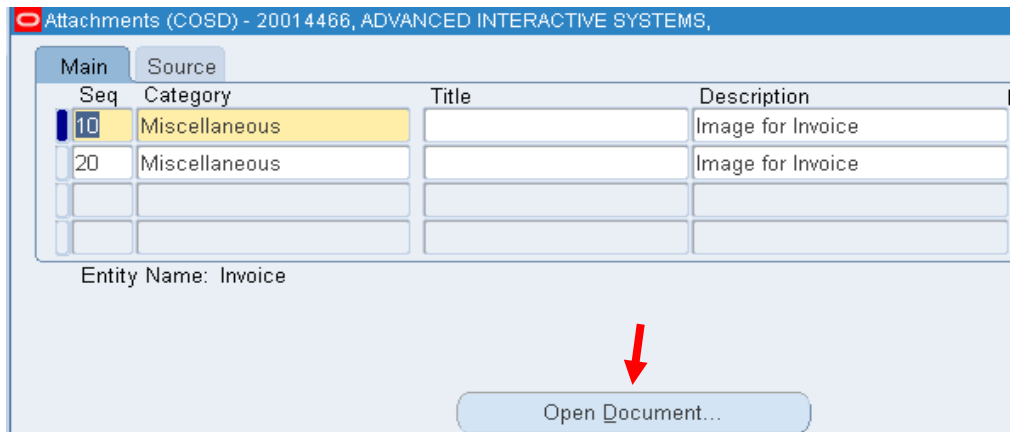 Attachments (COSD) - 20014466, ADVANCED INTERACTIVE SYSTEMS,
Main Source
Seq Category Title Description
10 Miscellaneous Image for Invoice
20 Miscellaneous Image for Invoice
Entity Name: Invoice
Open Document...